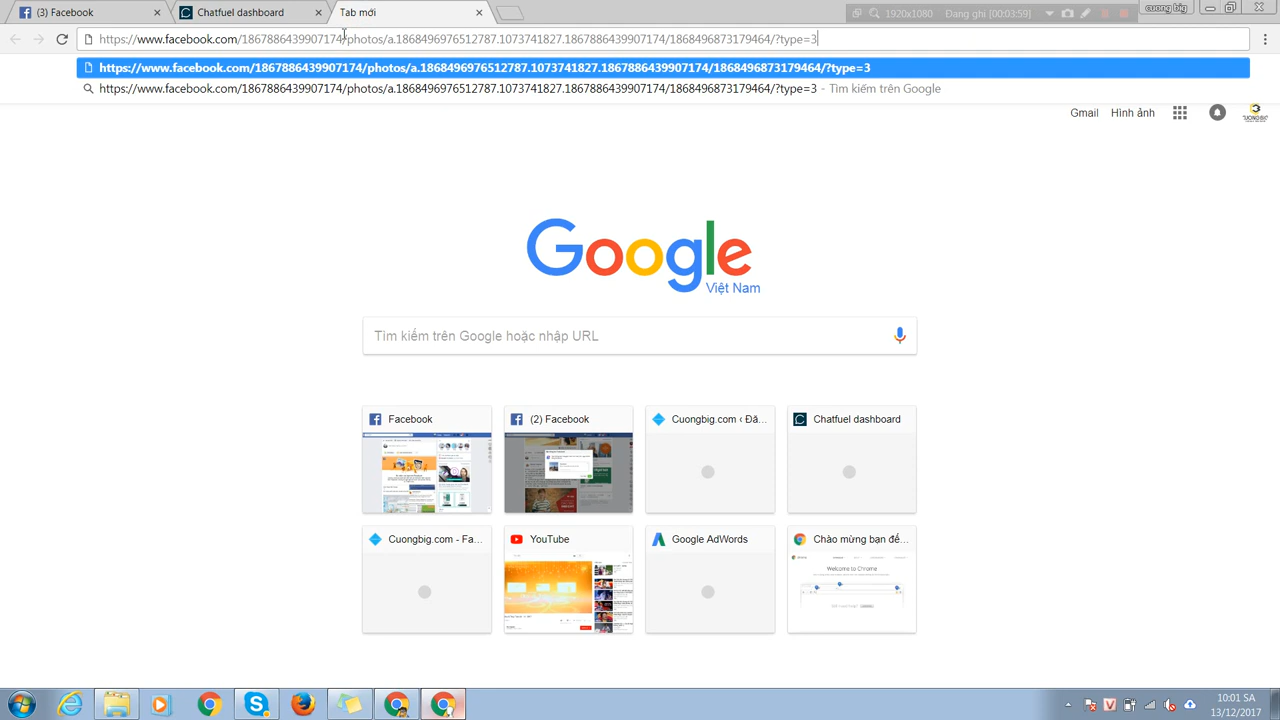 (3) Facebook
Chatfuel dashboard
Tab mới
1920x1080
Đang ghi [00:03:59]
cuong big
https://www.facebook.com/1867886439907174/photos/a.1868496976512787.1073741827.1867886439907174/1868496873179464/?type=3
https://www.facebook.com/1867886439907174/photos/a.1868496976512787.1073741827.1867886439907174/1868496873179464/?type=3
https://www.facebook.com/1867886439907174/photos/a.1868496976512787.1073741827.1867886439907174/1868496873179464/?type=3 - Tìm kiếm trên Google
Gmail
Hình ảnh
Google
Việt Nam
Tìm kiếm trên Google hoặc nhập URL
Facebook
(2) Facebook
Cuongbig.com ‹ Đă...
Chatfuel dashboard
Cuongbig.com - Fa...
YouTube
Google AdWords
Chào mừng bạn đế...
Welcome to Chrome
10:01 SA
13/12/2017